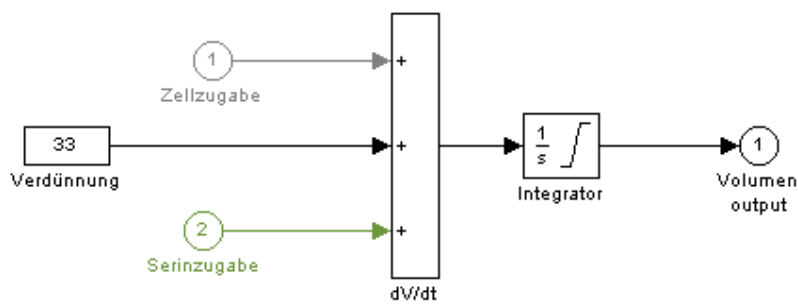 1
+
Zellzugabe
33
+
1
s
1
Verdünnung
Integrator
Volumen
output
2
+
Serinzugabe
dV/dt